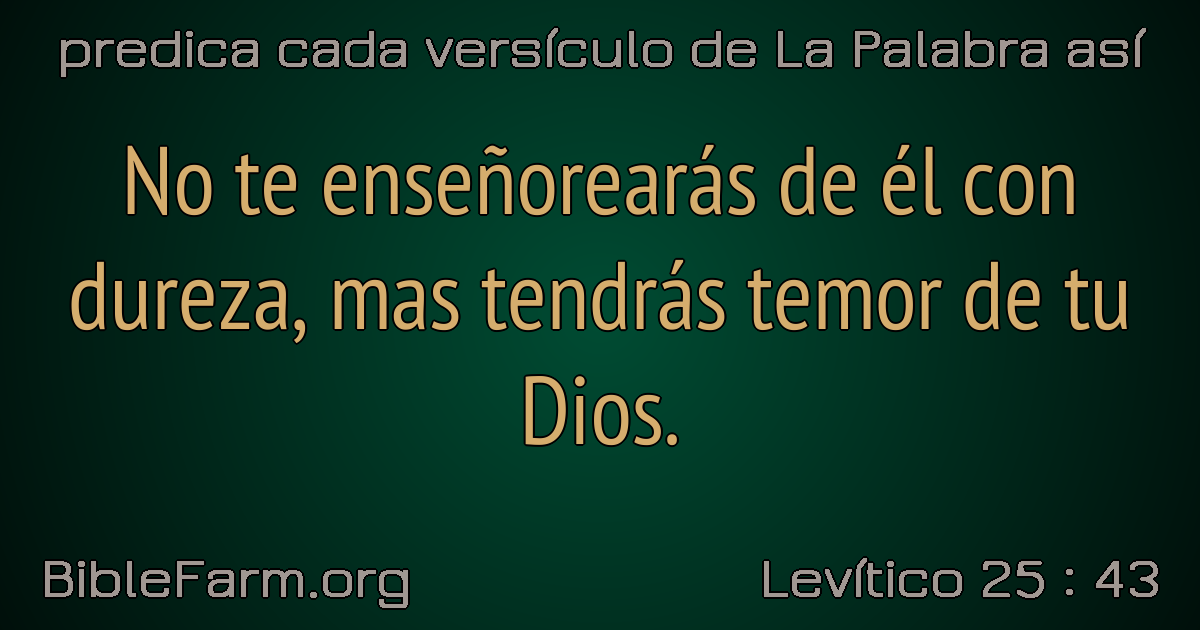 predica cada versículo de La Palabra así
No te enseñorearás de él con
dureza, mas tendrás temor de tu
Dios.
BibleFarm.org
Levítico 25 : 43